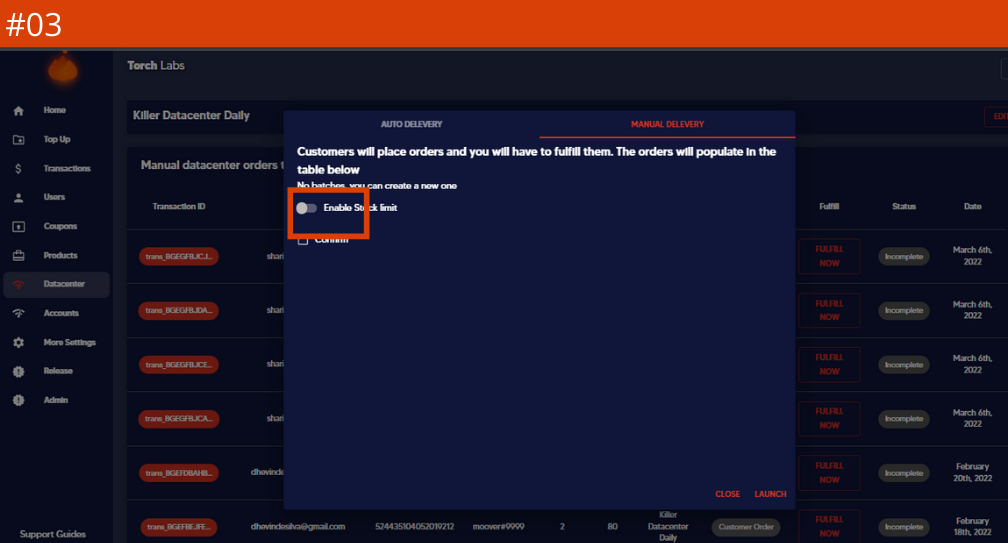 #03
Torch Labs
Home
Top Up
Transactions
Users
Coupons
Products
Datacenter
Accounts
More Settings
Release
Admin
Support Guides
Killer Datacenter Daily
EDI
Manual datacenter orders t
AUTO DELEVERY
MANUAL DELEVERY
Customers will place orders and you will have to fulfill them. The orders will populate in the
table below
No batches, you can create a new one
Enable Stock limit
Confirm
CLOSE LAUNCH
Transaction ID Fulfill Status Date
trans_BGEGFBJCJ... shari FULFILL NOW Incomplete March 6th, 2022
trans_BGEGFBJDA... shari FULFILL NOW Incomplete March 6th, 2022
trans_BGEGFBJCE... shari FULFILL NOW Incomplete March 6th, 2022
trans_BGEGFBJCA... shari FULFILL NOW Incomplete March 6th, 2022
trans_BGEFDBAHB... dhevinde FULFILL NOW Incomplete February 20th, 2022
trans_BGEFBEJFE... dhevindesilva@gmail.com 524435104052019212 moover#9999 2 80 Killer Datacenter Daily Customer Order FULFILL NOW Incomplete February 18th, 2022